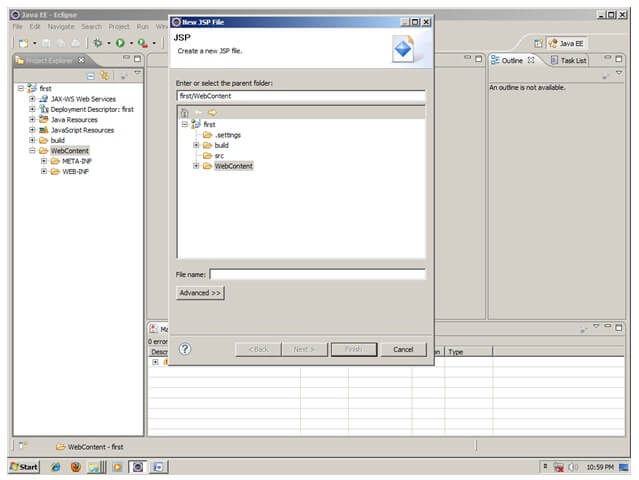 Java EE - Eclipse
File Edit Navigate Search Project Run
Java EE
Project Explorer
first
JAX-WS Web Services
Deployment Descriptor: first
Java Resources
JavaScript Resources
build
WebContent
META-INF
WEB-INF
New JSP File
JSP
Create a new JSP file.
Enter or select the parent folder:
first/WebContent
first
.settings
build
src
WebContent
File name:
Advanced >>
?
< Back Next > Finish Cancel
Outline Task List
An outline is not available.
0 error
Descr
Type
WebContent - first
Start
10:59 PM